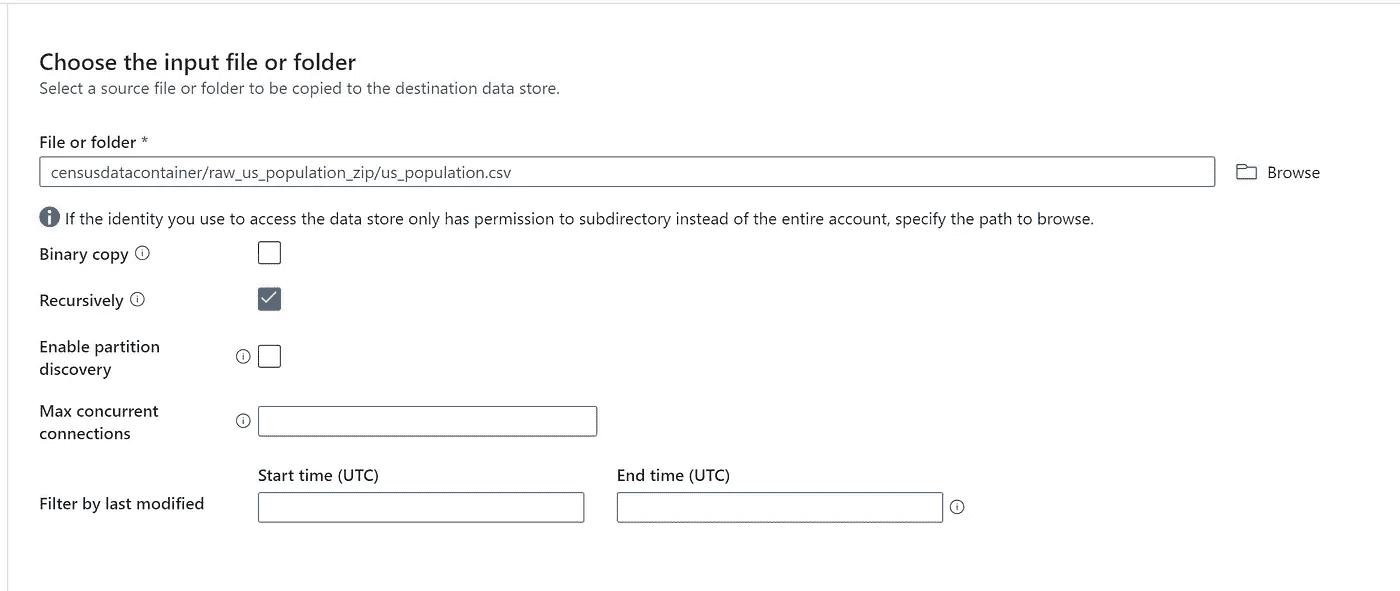 Choose the input file or folder
Select a source file or folder to be copied to the destination data store.
File or folder *
censusdatacontainer/raw_us_population_zip/us_population.csv
Browse
If the identity you use to access the data store only has permission to subdirectory instead of the entire account, specify the path to browse.
Binary copy
Recursively
Enable partition
discovery
Max concurrent
connections
Start time (UTC)
End time (UTC)
Filter by last modified